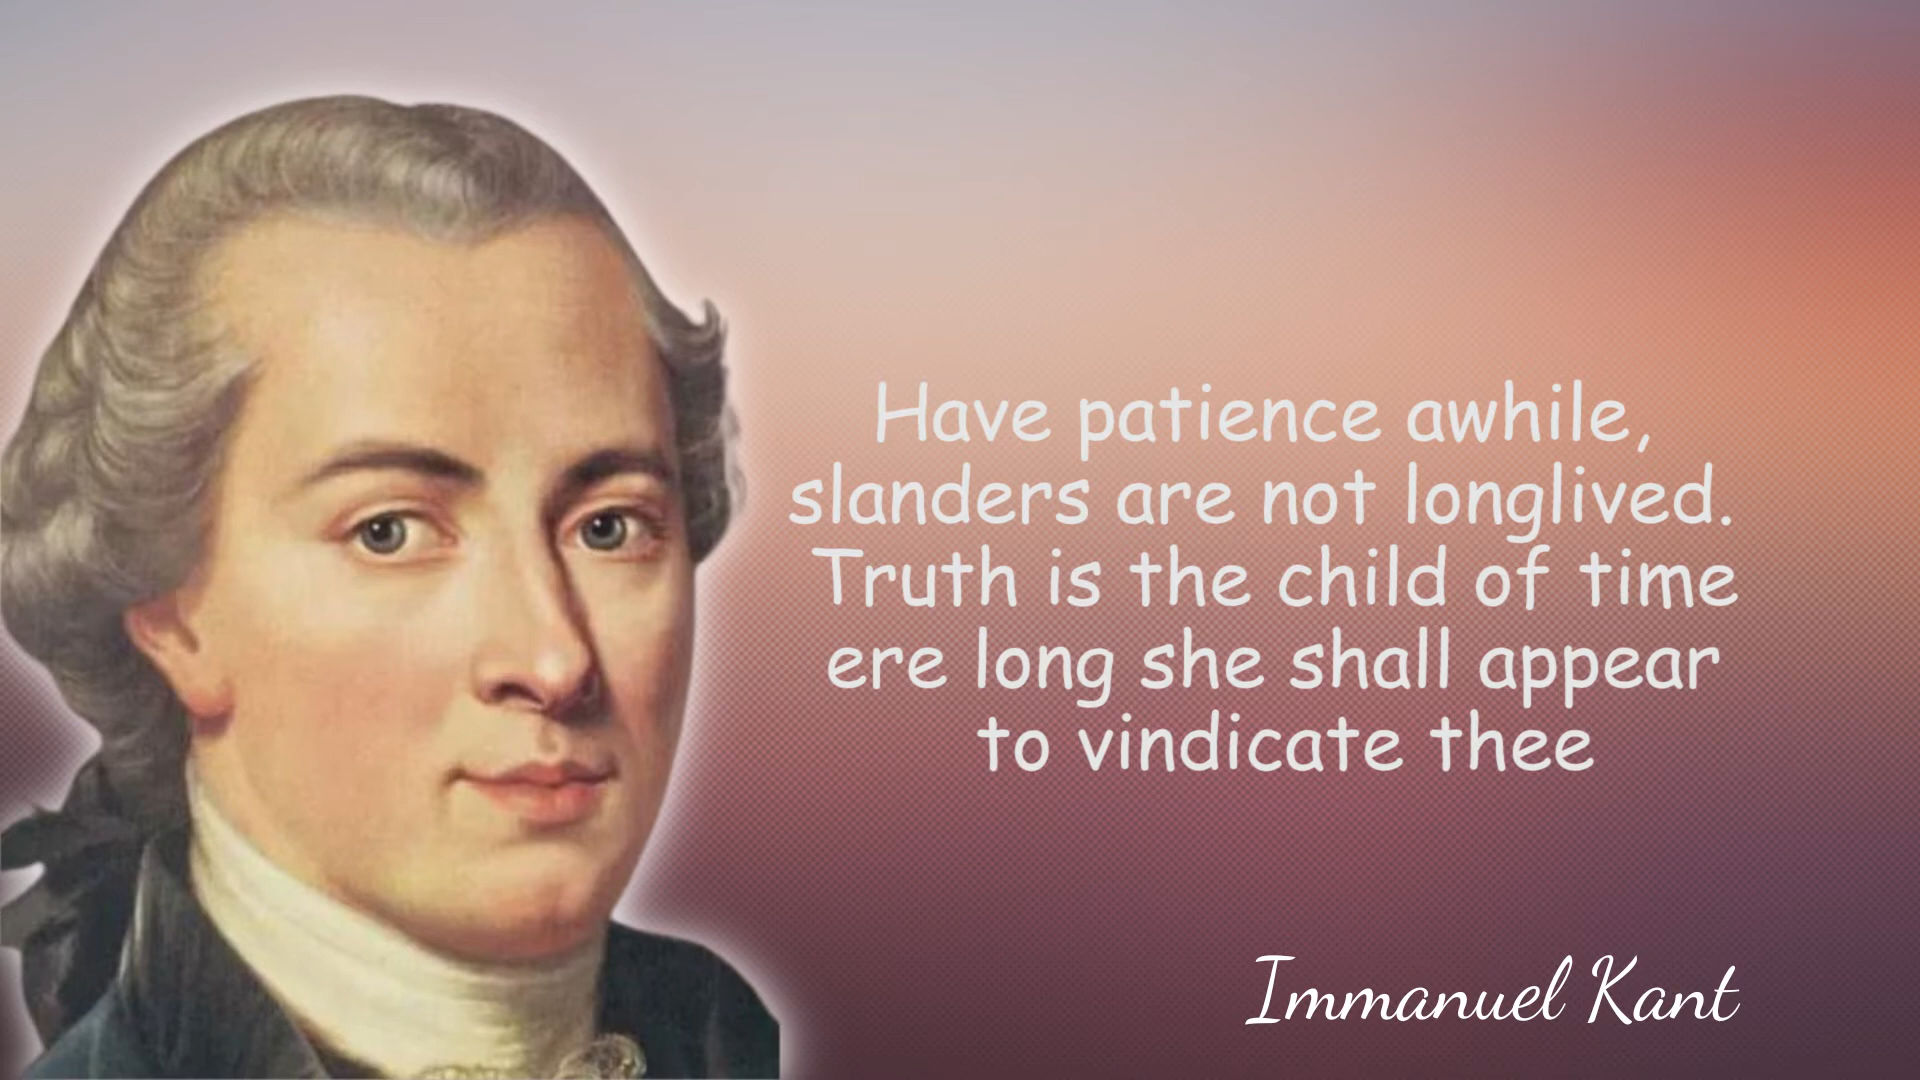 Have patience awhile,
slanders are not longlived.
Truth is the child of time
ere long she shall appear
to vindicate thee
Immanuel Kant